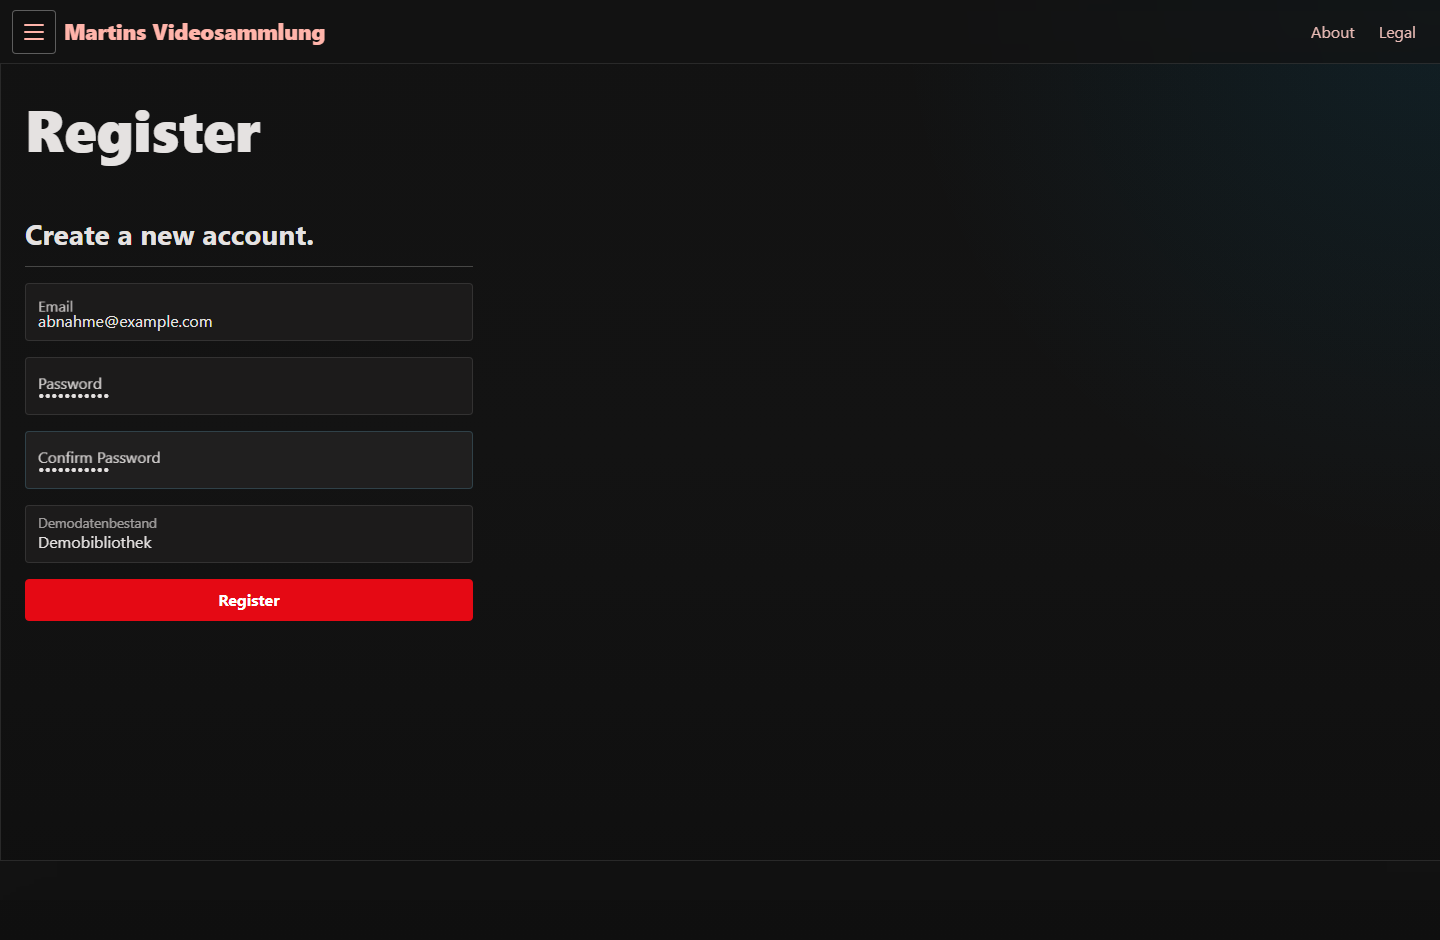 Martins Videosammlung
About
Legal
Register
Create a new account.
Email
abnahme@example.com
Password
•••••••••••
Confirm Password
•••••••••••
Demodatenbestand
Demobibliothek
Register